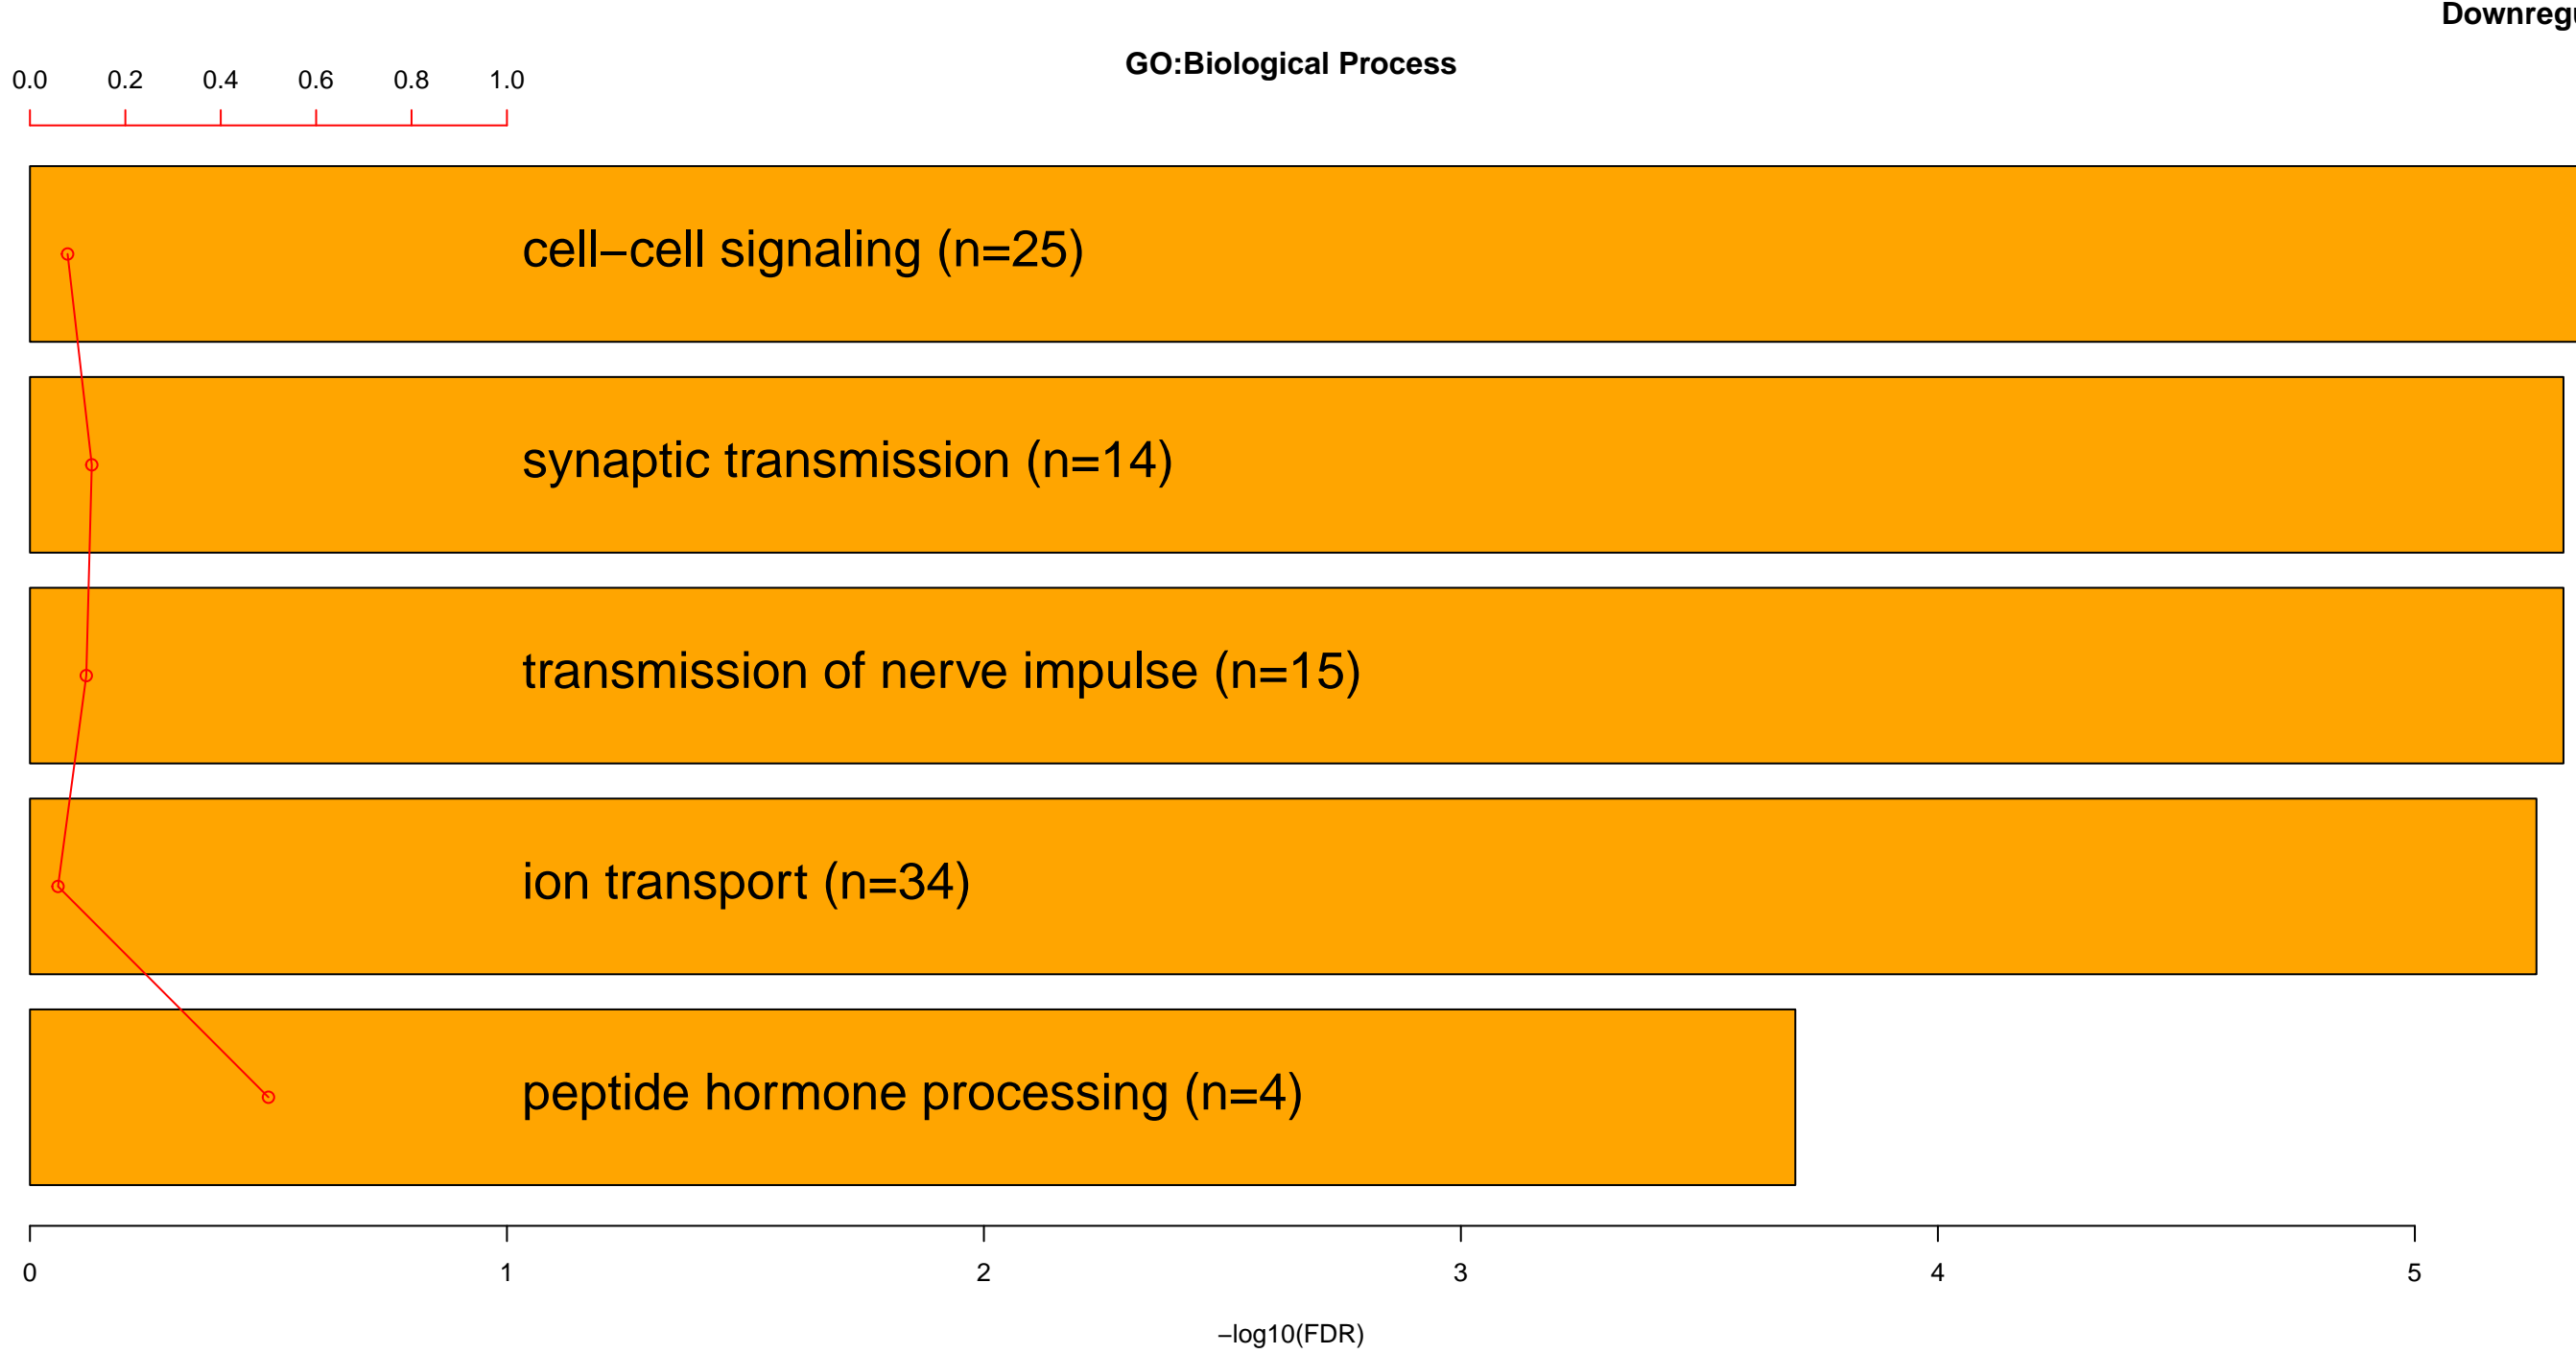 Downreg
GO:Biological Process
0.0 0.2 0.4 0.6 0.8 1.0
cell−cell signaling (n=25)
synaptic transmission (n=14)
transmission of nerve impulse (n=15)
ion transport (n=34)
peptide hormone processing (n=4)
0 1 2 3 4 5
−log10(FDR)